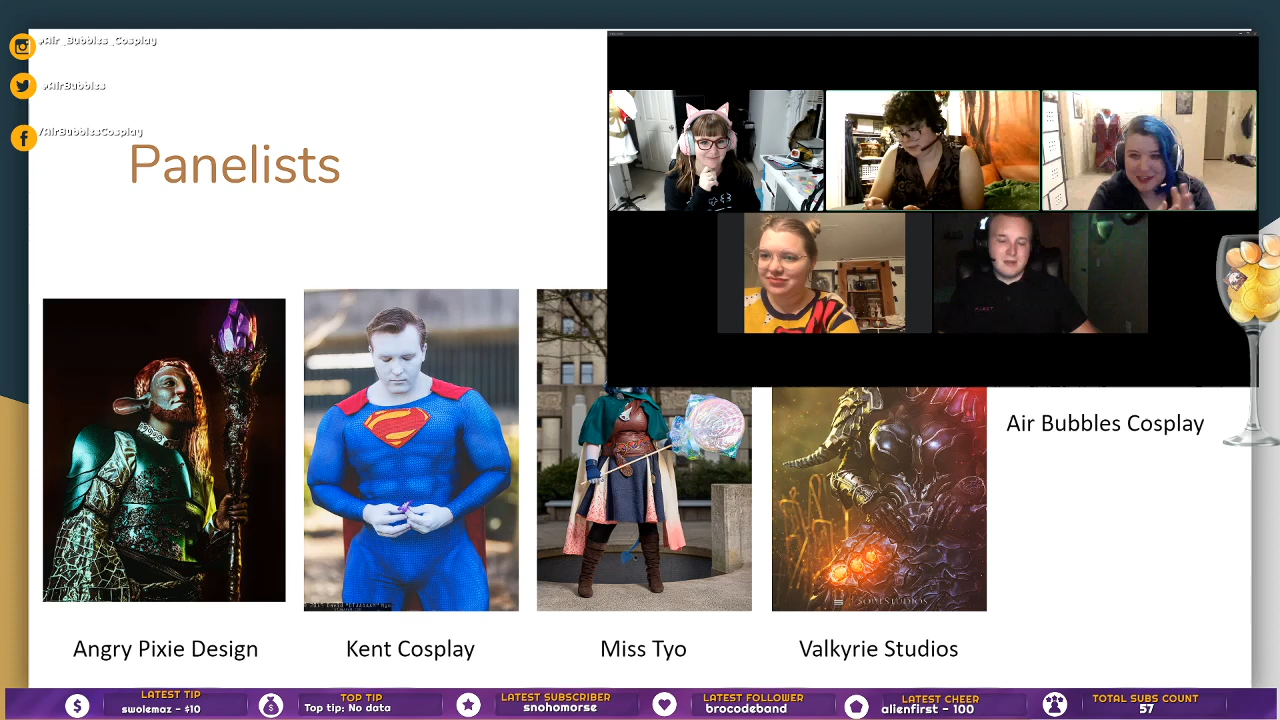 @Air_Bubbles_Cosplay
@AirBubbles
/AirBubblesCosplay
Panelists
Air Bubbles Cosplay
Angry Pixie Design
Kent Cosplay
Miss Tyo
Valkyrie Studios
LATEST TIP
swolemaz - $10
TOP TIP
Top tip: No data
LATEST SUBSCRIBER
snohomorse
LATEST FOLLOWER
brocodeband
LATEST CHEER
alienfirst - 100
TOTAL SUBS COUNT
57